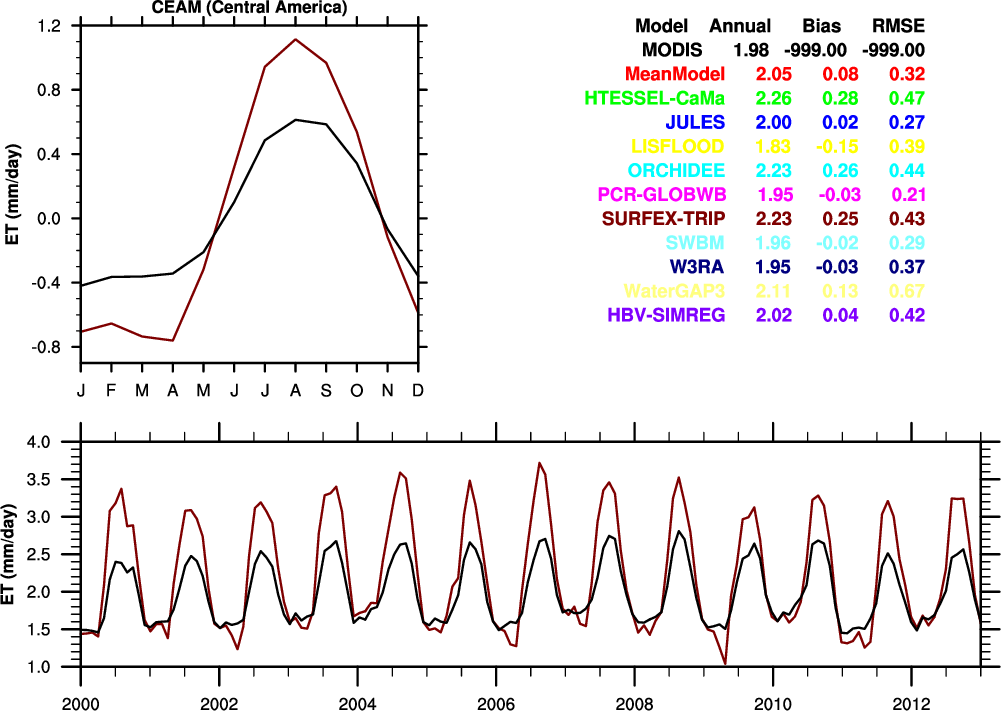 CEAM (Central America)
ET (mm/day)
1.2
0.8
0.4
0.0
-0.4
-0.8
J F M A M J J A S O N D
Model Annual Bias RMSE
MODIS 1.98 -999.00 -999.00
MeanModel 2.05 0.08 0.32
HTESSEL-CaMa 2.26 0.28 0.47
JULES 2.00 0.02 0.27
LISFLOOD 1.83 -0.15 0.39
ORCHIDEE 2.23 0.26 0.44
PCR-GLOBWB 1.95 -0.03 0.21
SURFEX-TRIP 2.23 0.25 0.43
SWBM 1.96 -0.02 0.29
W3RA 1.95 -0.03 0.37
WaterGAP3 2.11 0.13 0.67
HBV-SIMREG 2.02 0.04 0.42
ET (mm/day)
4.0
3.5
3.0
2.5
2.0
1.5
1.0
2000 2002 2004 2006 2008 2010 2012